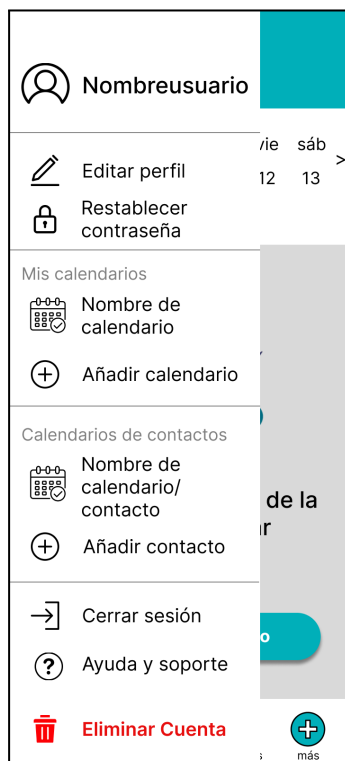 Nombreusuario
Editar perfil
Restablecer
contraseña
Mis calendarios
Nombre de
calendario
Añadir calendario
Calendarios de contactos
Nombre de
calendario/
contacto
Añadir contacto
Cerrar sesión
Ayuda y soporte
Eliminar Cuenta
vie sáb
12 13 >
de la
más